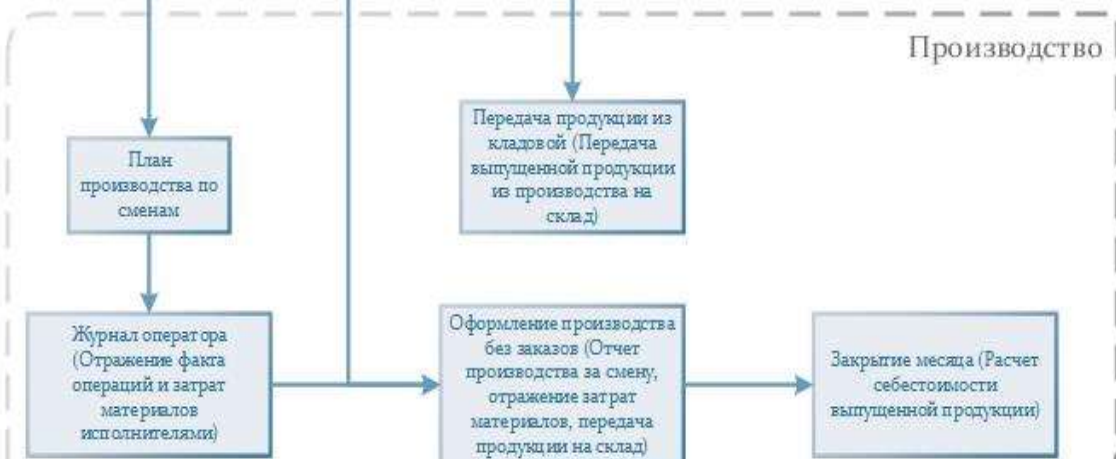 Производство
Передача продукции из
кладовой (Передача
выпущенной продукции
из производства на
склад)
План
производства по
сменам
Журнал оператора
(Отражение факта
операций и затрат
материалов
исполнителями)
Оформление производства
без заказов (Отчет
производства за смену,
отражение затрат
материалов, передача
продукции на склад)
Закрытие месяца (Расчет
себестоимости
выпущенной продукции)